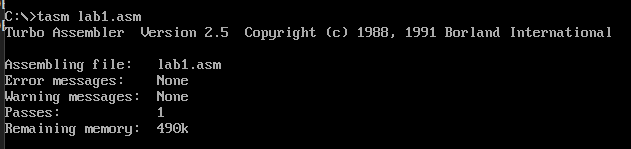 C:\>tasm lab1.asm
Turbo Assembler  Version 2.5  Copyright (c) 1988, 1991 Borland International
Assembling file:   lab1.asm
Error messages:    None
Warning messages:  None
Passes:            1
Remaining memory:  490k